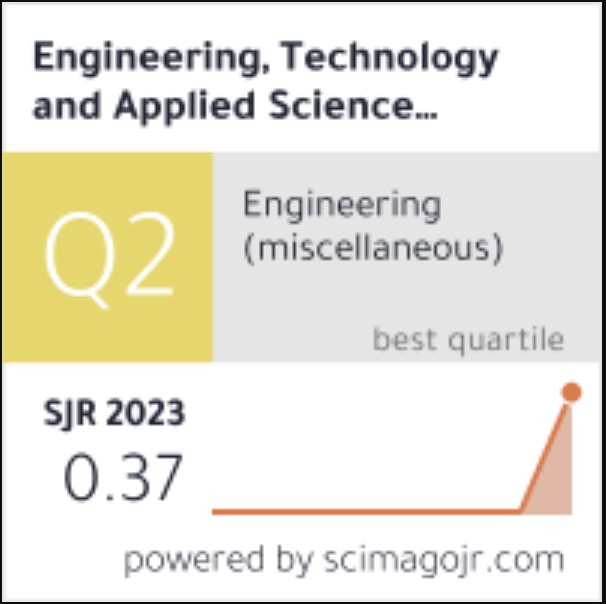 Engineering, Technology
and Applied Science...
Q2
Engineering
(miscellaneous)
best quartile
SJR 2023
0.37
powered by scimagojr.com